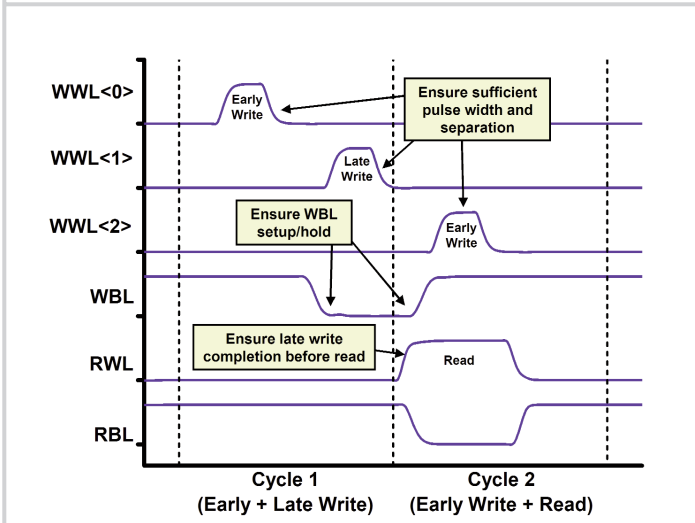 WWL<0>
Early
Write
Ensure sufficient
pulse width and
separation
WWL<1>
Late
Write
WWL<2>
Ensure WBL
setup/hold
Early
Write
WBL
Ensure late write
completion before read
RWL
Read
RBL
Cycle 1
(Early + Late Write)
Cycle 2
(Early Write + Read)